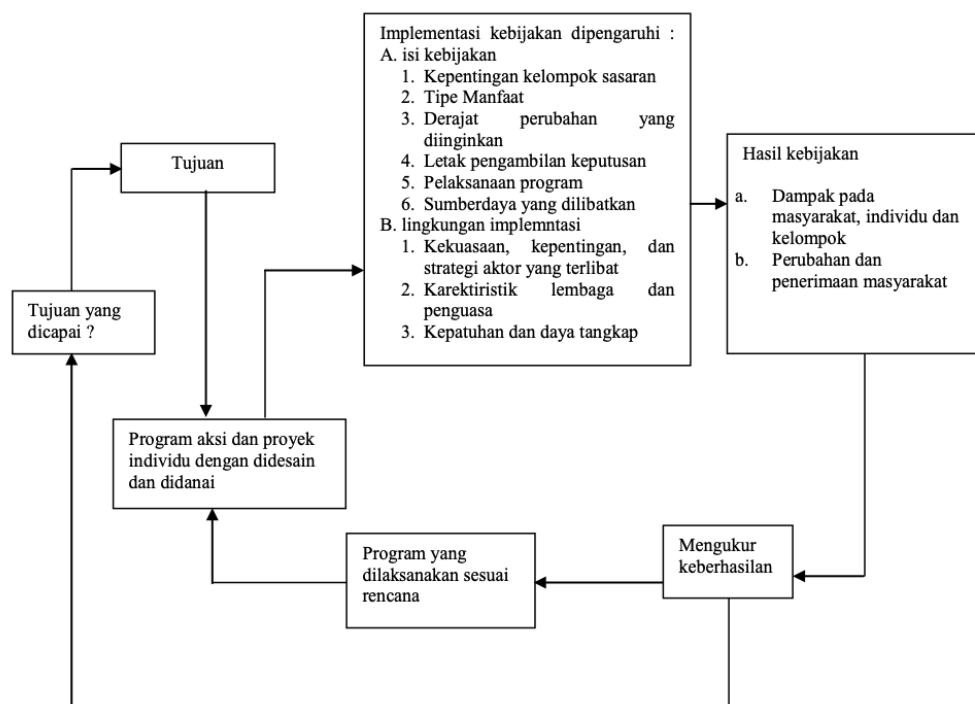 Implementasi kebijakan dipengaruhi :
A. isi kebijakan
1. Kepentingan kelompok sasaran
2. Tipe Manfaat
3. Derajat perubahan yang
diinginkan
4. Letak pengambilan keputusan
5. Pelaksanaan program
6. Sumberdaya yang dilibatkan
B. lingkungan implemntasi
1. Kekuasaan, kepentingan, dan
strategi aktor yang terlibat
2. Karektiristik lembaga dan
penguasa
3. Kepatuhan dan daya tangkap
Tujuan
Hasil kebijakan
a. Dampak pada
masyarakat, individu dan
kelompok
b. Perubahan dan
penerimaan masyarakat
Tujuan yang
dicapai ?
Program aksi dan proyek
individu dengan didesain
dan didanai
Program yang
dilaksanakan sesuai
rencana
Mengukur
keberhasilan